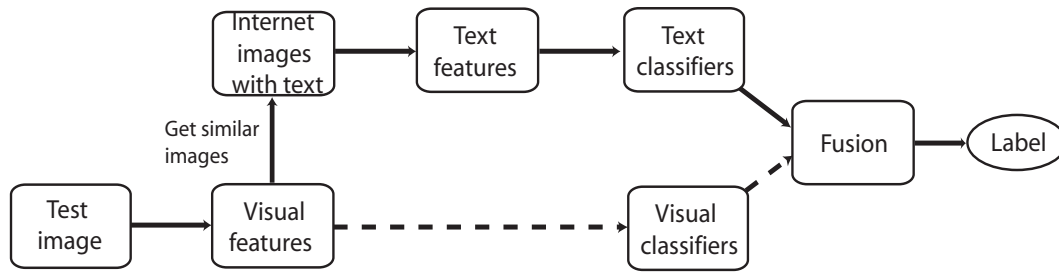 Internet
images
with text
Text
features
Text
classifiers
Get similar
images
Fusion
Label
Test
image
Visual
features
Visual
classifiers